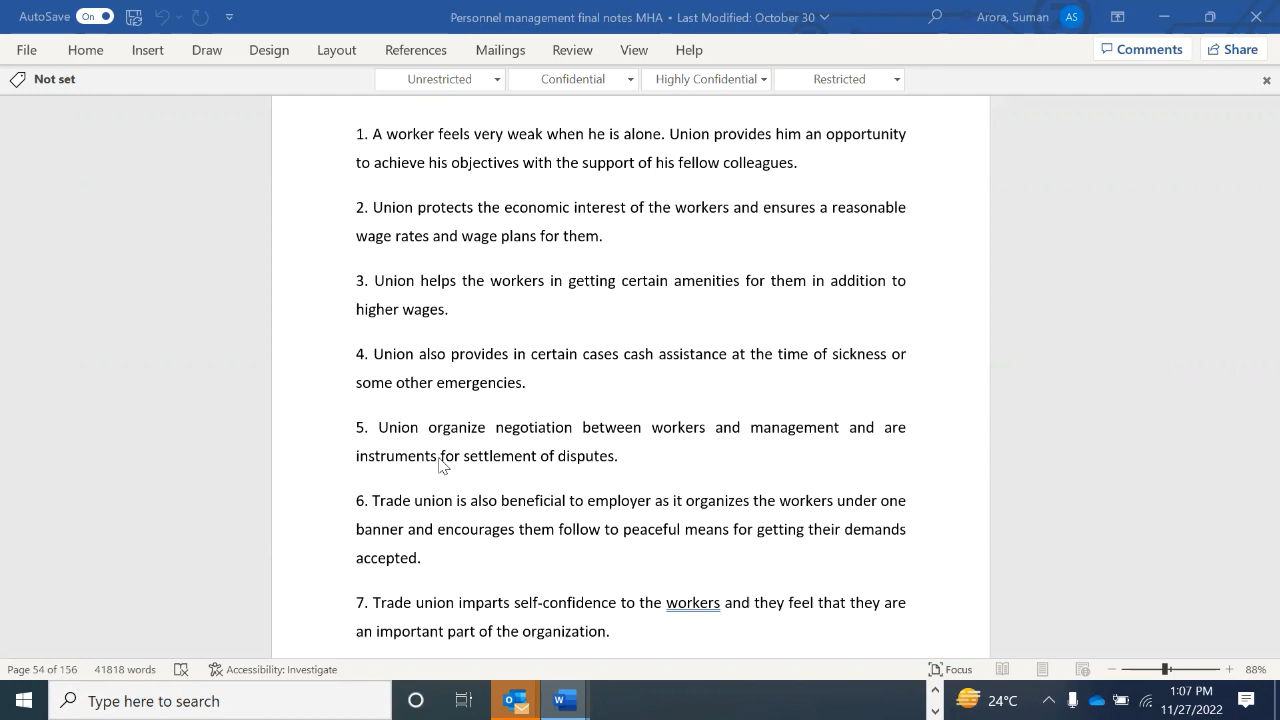 AutoSave On Personnel management final notes MHA • Last Modified: October 30 Arora, Suman AS
File Home Insert Draw Design Layout References Mailings Review View Help Comments Share
Not set Unrestricted Confidential Highly Confidential Restricted
1. A worker feels very weak when he is alone. Union provides him an opportunity
to achieve his objectives with the support of his fellow colleagues.
2. Union protects the economic interest of the workers and ensures a reasonable
wage rates and wage plans for them.
3. Union helps the workers in getting certain amenities for them in addition to
higher wages.
4. Union also provides in certain cases cash assistance at the time of sickness or
some other emergencies.
5. Union organize negotiation between workers and management and are
instruments for settlement of disputes.
6. Trade union is also beneficial to employer as it organizes the workers under one
banner and encourages them follow to peaceful means for getting their demands
accepted.
7. Trade union imparts self-confidence to the workers and they feel that they are
an important part of the organization.
Page 54 of 156 41818 words Accessibility: Investigate Focus 88%
Type here to search 24°C 1:07 PM
11/27/2022